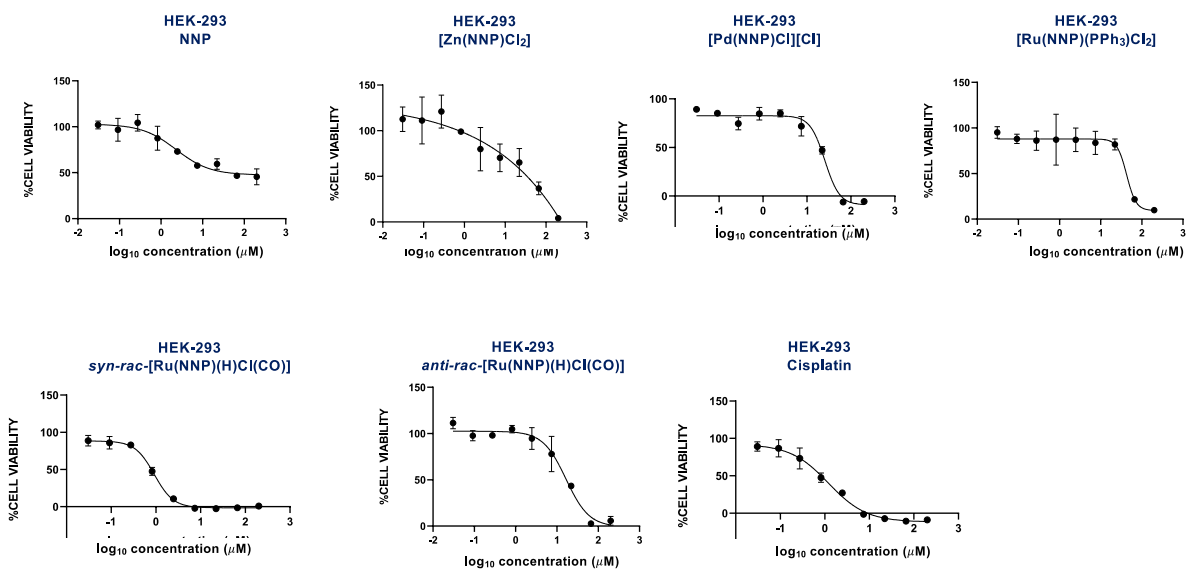 HEK-293
NNP
%CELL VIABILITY
150
100
50
0
-2 -1 0 1 2 3
log₁₀ concentration (μM)
HEK-293
[Zn(NNP)Cl₂]
%CELL VIABILITY
150
100
50
0
-2 -1 0 1 2 3
log₁₀ concentration (μM)
HEK-293
[Pd(NNP)Cl][Cl]
%CELL VIABILITY
100
50
0
-2 -1 0 1 2 3
log₁₀ concentration (μM)
HEK-293
[Ru(NNP)(PPh₃)Cl₂]
%CELL VIABILITY
150
100
50
0
-2 -1 0 1 2 3
log₁₀ concentration (μM)
HEK-293
syn-rac-[Ru(NNP)(H)Cl(CO)]
%CELL VIABILITY
150
100
50
0
-1 0 1 2 3
log₁₀ concentration (μM)
HEK-293
anti-rac-[Ru(NNP)(H)Cl(CO)]
%CELL VIABILITY
150
100
50
0
-2 -1 0 1 2 3
log₁₀ concentration (μM)
HEK-293
Cisplatin
%CELL VIABILITY
150
100
50
0
-2 -1 0 1 2 3
log₁₀ concentration (μM)